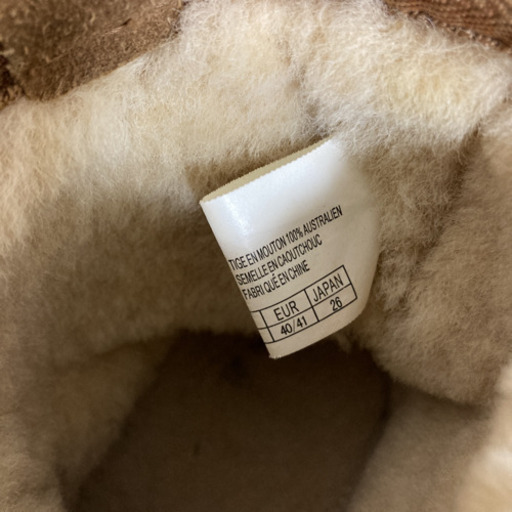 TIGE EN MOUTON 100% AUSTRALIEN
SEMELLE EN CAOUTCHOUC
FABRIQUÉ EN CHINE
EUR JAPAN
40/41 26